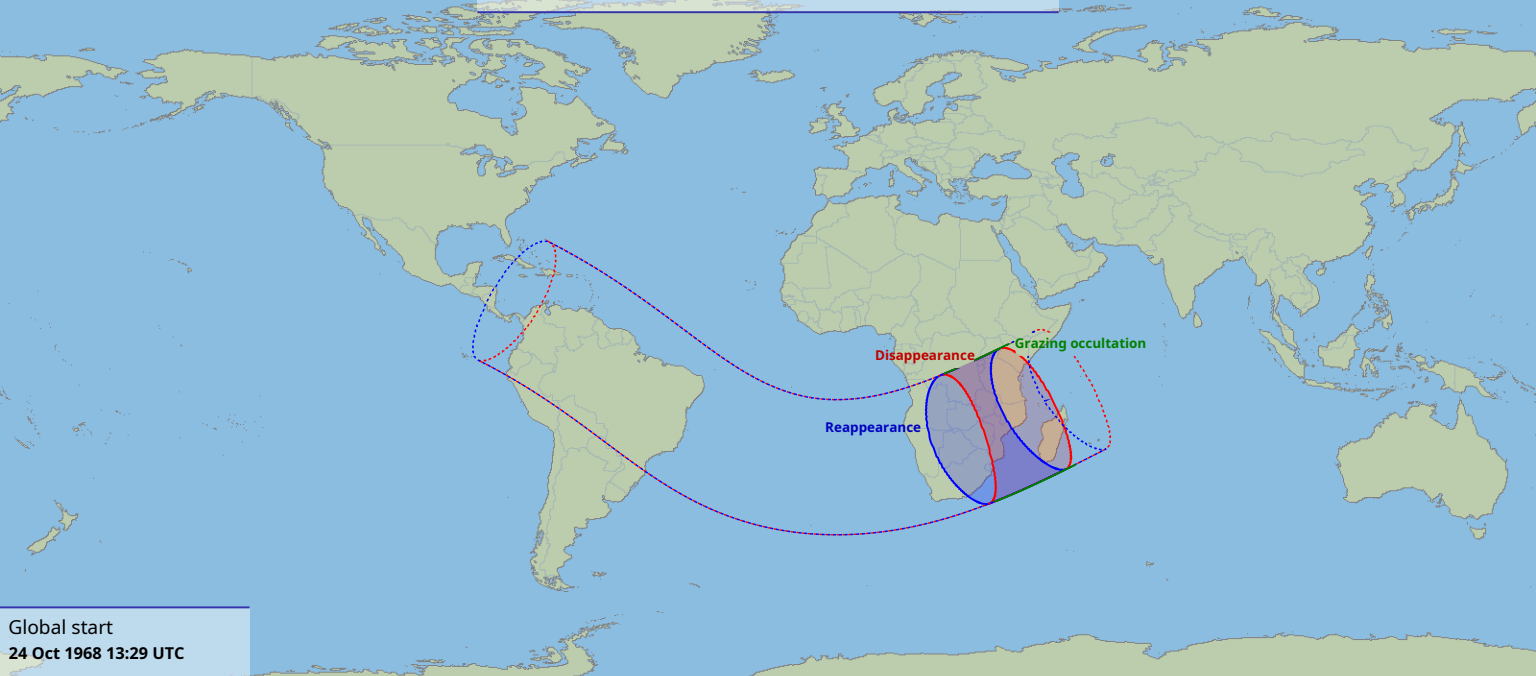 Grazing occultation
Disappearance
Reappearance
Global start
24 Oct 1968 13:29 UTC